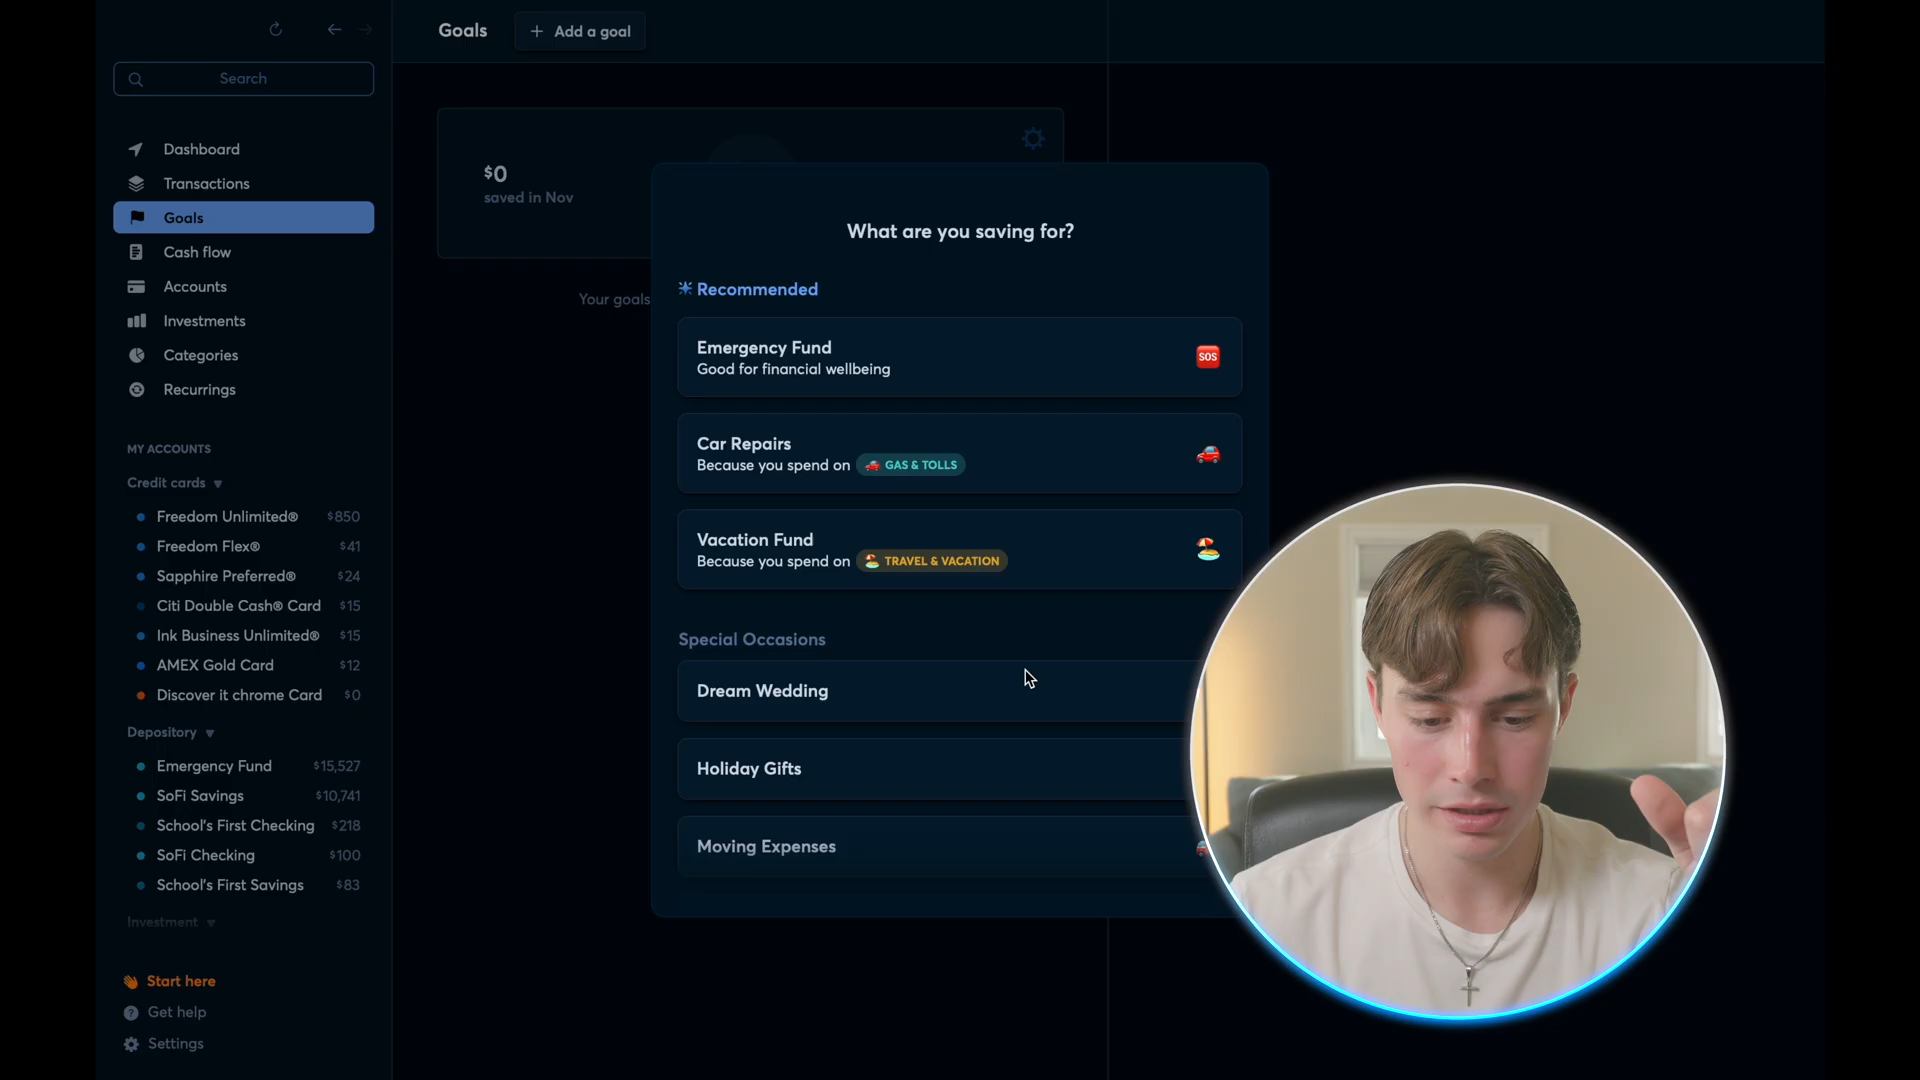 Goals
+ Add a goal
Search
Dashboard
Transactions
Goals
Cash flow
Accounts
Investments
Categories
Recurrings
MY ACCOUNTS
Credit cards ▼
Freedom Unlimited® $850
Freedom Flex® $41
Sapphire Preferred® $24
Citi Double Cash® Card $15
Ink Business Unlimited® $15
AMEX Gold Card $12
Discover it chrome Card $0
Depository ▼
Emergency Fund $15,527
SoFi Savings $10,741
School's First Checking $218
SoFi Checking $100
School's First Savings $83
Investment ▼
Start here
Get help
Settings
$0
saved in Nov
Your goals
What are you saving for?
Recommended
Emergency Fund
Good for financial wellbeing
SOS
Car Repairs
Because you spend on GAS & TOLLS
Vacation Fund
Because you spend on TRAVEL & VACATION
Special Occasions
Dream Wedding
Holiday Gifts
Moving Expenses